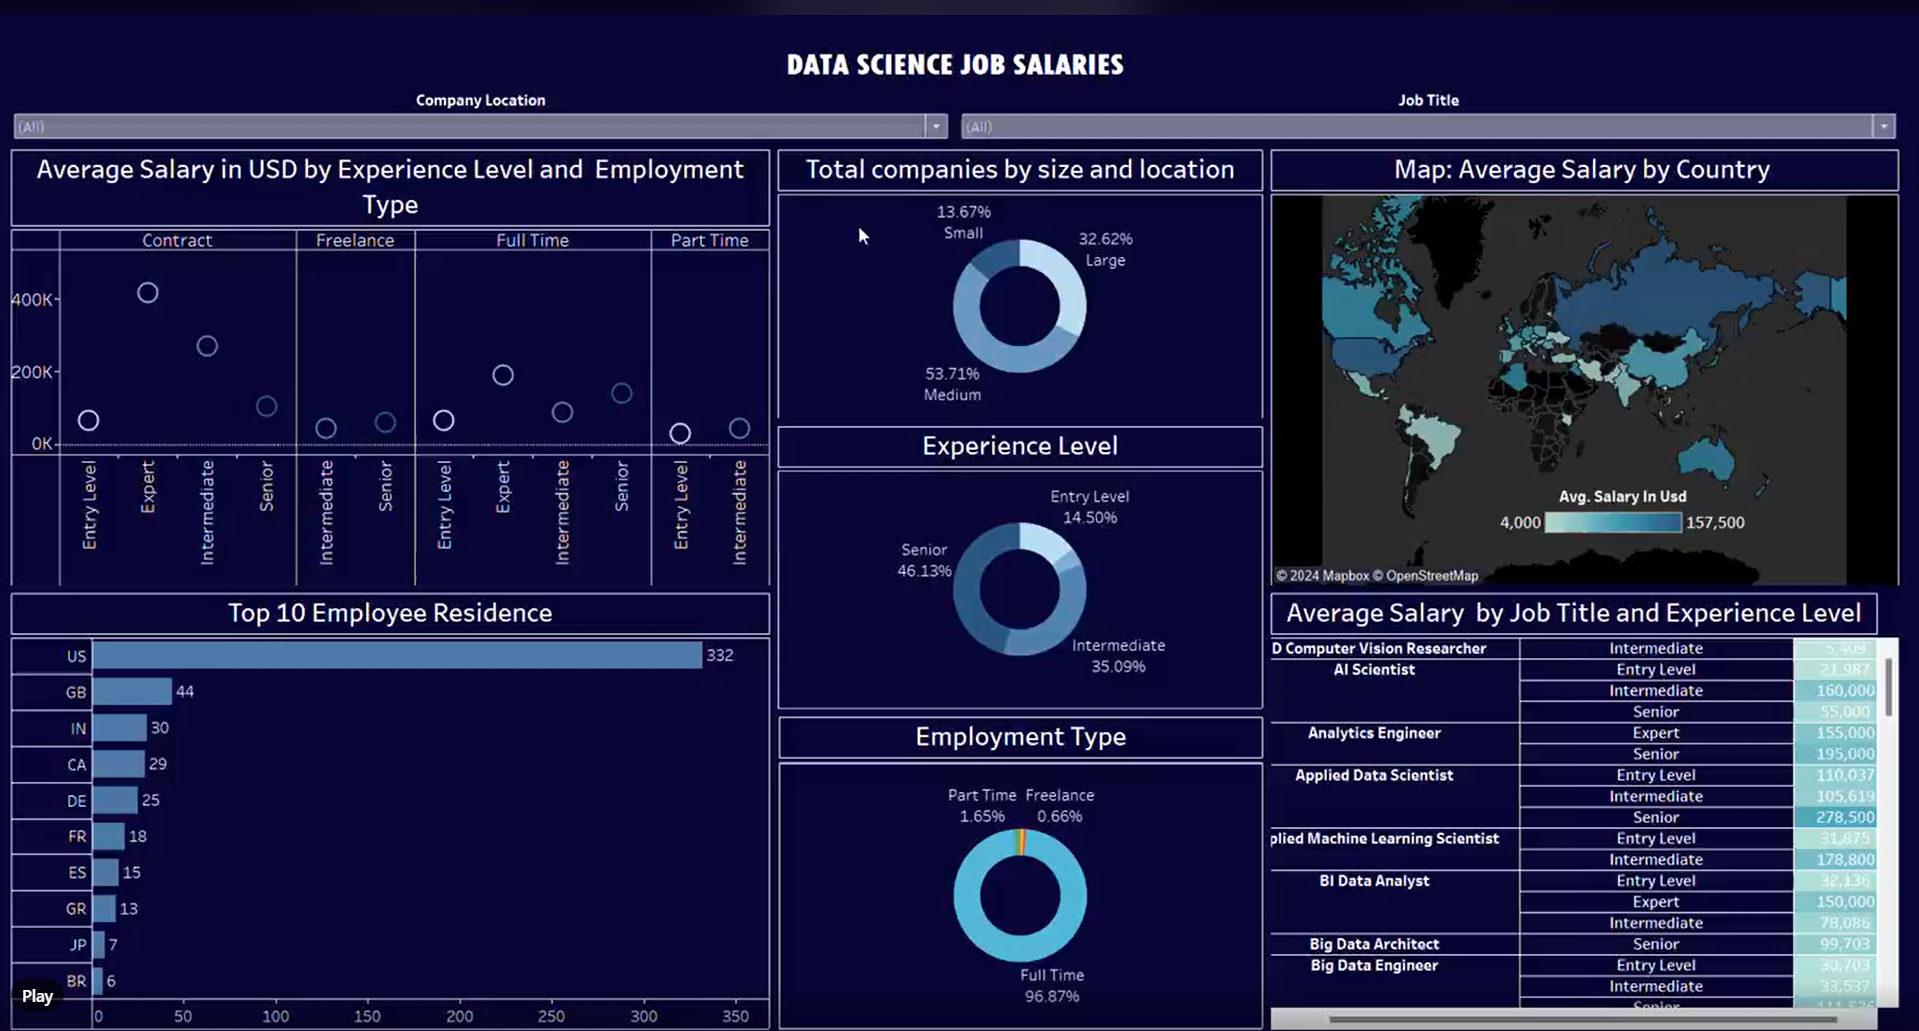 DATA SCIENCE JOB SALARIES
Company Location
Job Title
(All)
(All)
Average Salary in USD by Experience Level and Employment
Type
Contract
Freelance
Full Time
Part Time
400K
200K
0K
Entry Level
Expert
Intermediate
Senior
Intermediate
Senior
Entry Level
Expert
Intermediate
Senior
Entry Level
Intermediate
Top 10 Employee Residence
US 332
GB 44
IN 30
CA 29
DE 25
FR 18
ES 15
GR 13
JP 7
BR 6
0 50 100 150 200 250 300 350
Play
Total companies by size and location
13.67%
Small
32.62%
Large
53.71%
Medium
Experience Level
Entry Level
14.50%
Senior
46.13%
Intermediate
35.09%
Employment Type
Part Time
1.65%
Freelance
0.66%
Full Time
96.87%
Map: Average Salary by Country
Avg. Salary In Usd
4,000 157,500
© 2024 Mapbox © OpenStreetMap
Average Salary by Job Title and Experience Level
D Computer Vision Researcher Intermediate 5,409
AI Scientist Entry Level 21,987
Intermediate 160,000
Senior 55,000
Analytics Engineer Expert 155,000
Senior 195,000
Applied Data Scientist Entry Level 110,037
Intermediate 105,619
Senior 278,500
plied Machine Learning Scientist Entry Level 31,875
Intermediate 178,800
BI Data Analyst Entry Level 32,136
Expert 150,000
Intermediate 78,086
Big Data Architect Senior 99,703
Big Data Engineer Entry Level 30,703
Intermediate 33,537
Senior